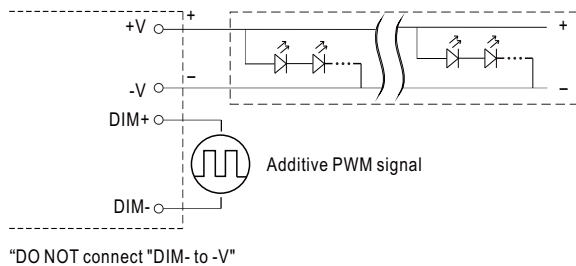 +V
+
+
-V
–
–
DIM+
Additive PWM signal
DIM-
“DO NOT connect "DIM- to -V"